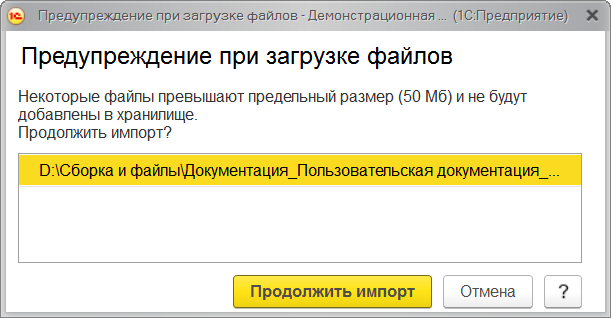 1С Предупреждение при загрузке файлов - Демонстрационная ... (1С:Предприятие)
Предупреждение при загрузке файлов
Некоторые файлы превышают предельный размер (50 Мб) и не будут
добавлены в хранилище.
Продолжить импорт?
D:\Сборка и файлы\Документация_Пользовательская документация_...
Продолжить импорт Отмена ?